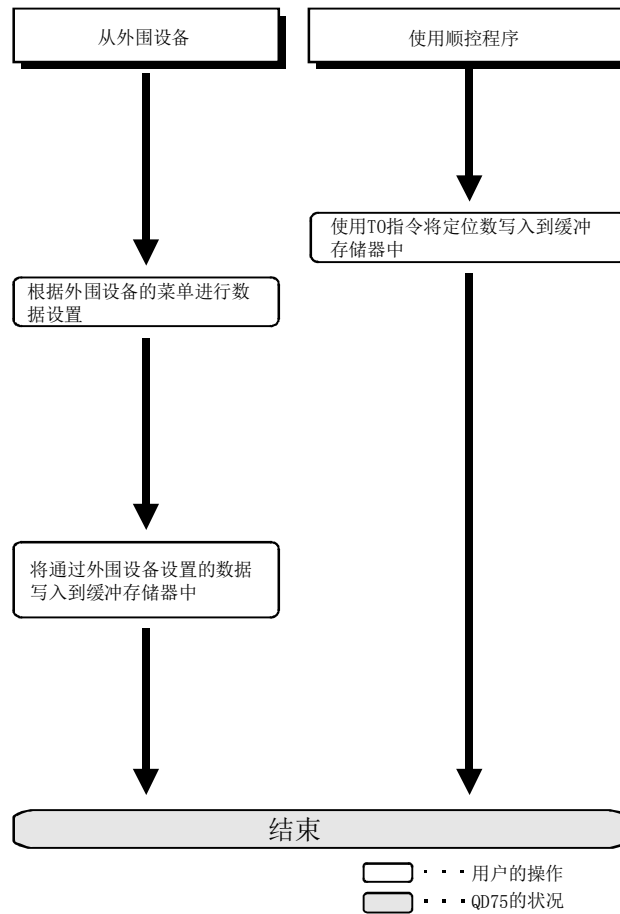 从外围设备
使用顺控程序
使用TO指令将定位数写入到缓冲
存储器中
根据外围设备的菜单进行数
据设置
将通过外围设备设置的数据
写入到缓冲存储器中
结束
・・・用户的操作
・・・QD75的状况